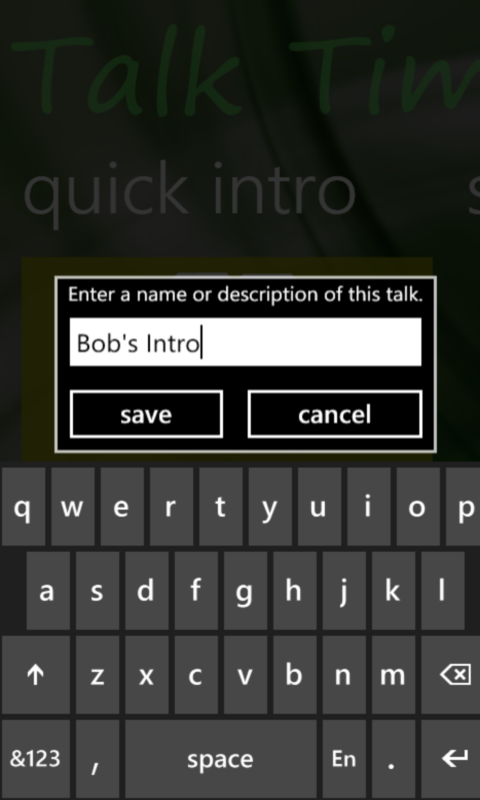 Talk Tim
quick intro s
Enter a name or description of this talk.
Bob's Intro
save cancel
q w e r t y u i o p
a s d f g h j k l
z x c v b n m
&123 , space En .